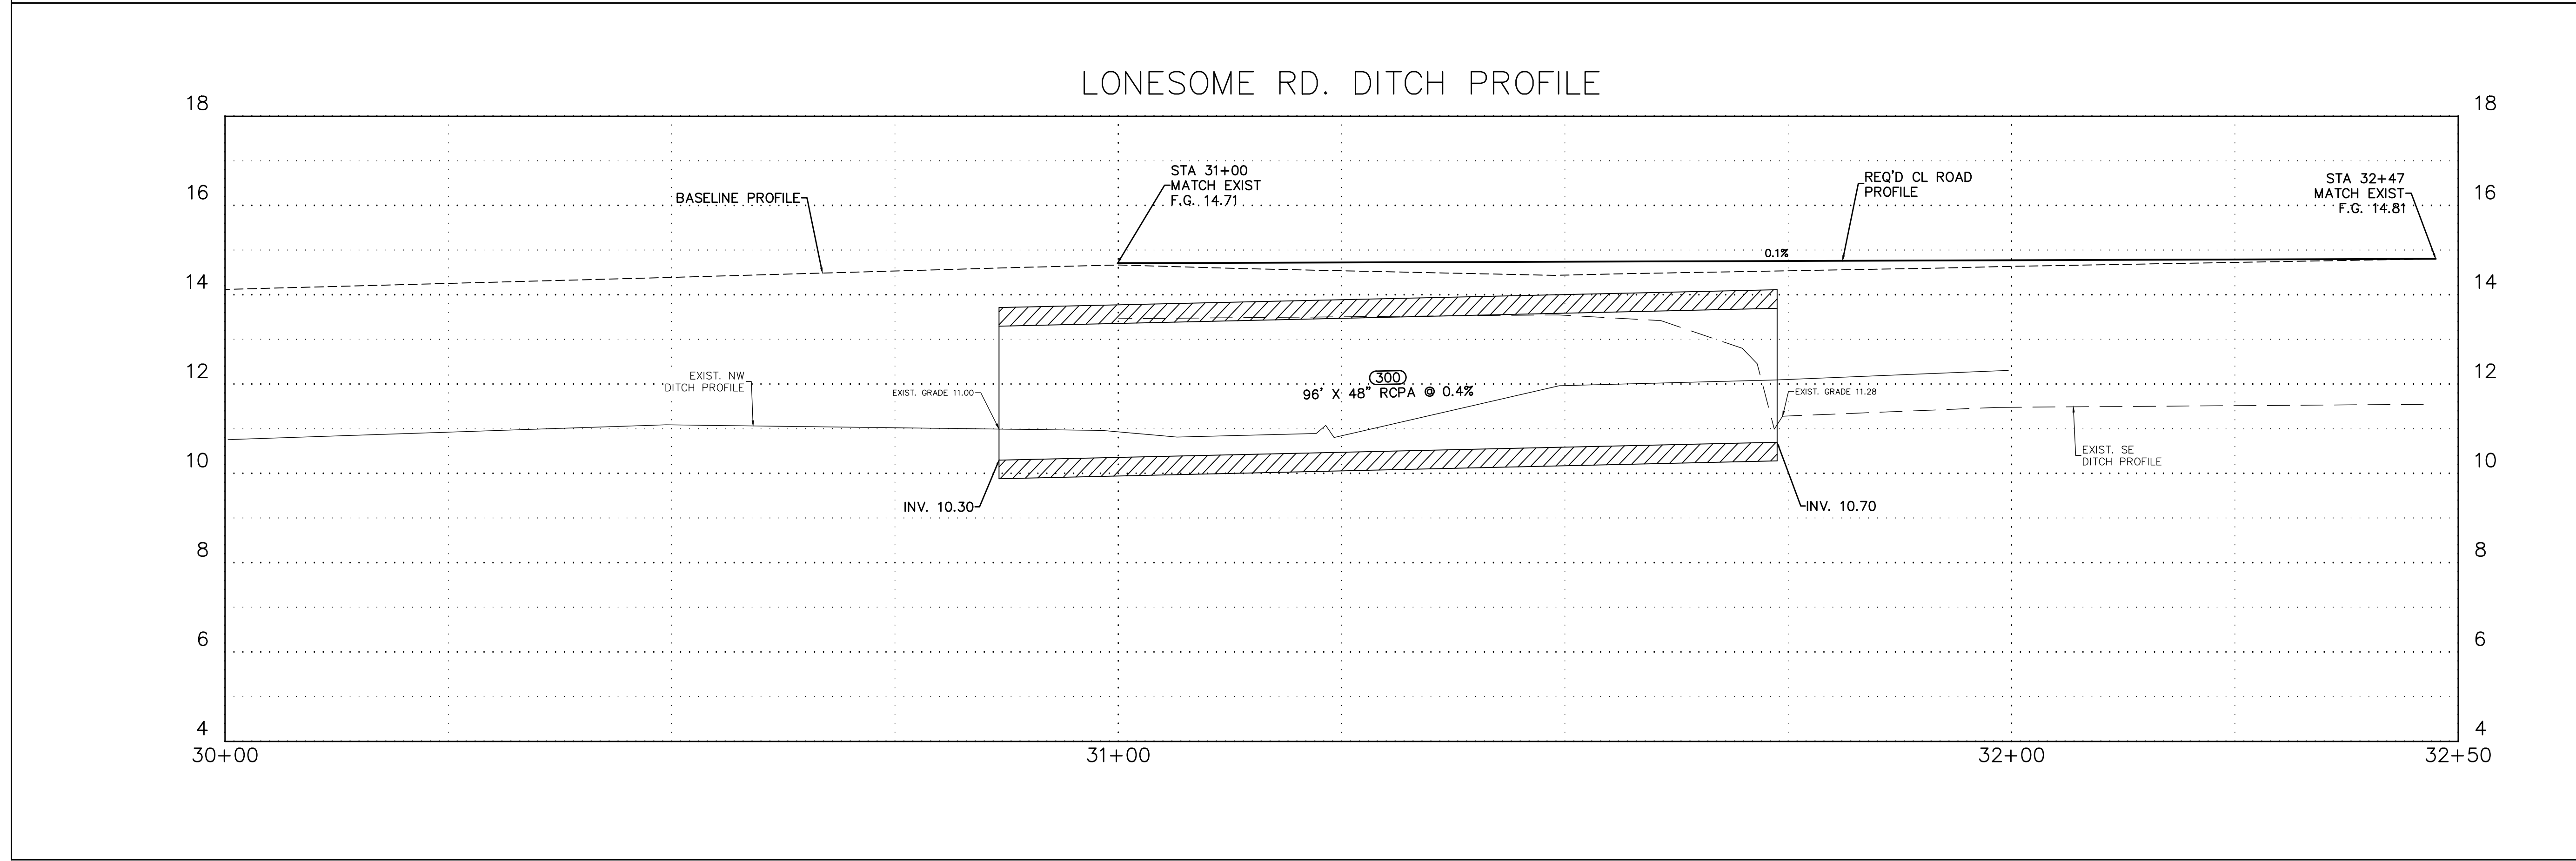 LONESOME RD. DITCH PROFILE
18
18
STA 31+00
MATCH EXIST
F.G. 14.71
REQ'D CL ROAD
PROFILE
STA 32+47
MATCH EXIST
F.G. 14.81
16
BASELINE PROFILE
16
0.1%
14
14
EXIST. NW
DITCH PROFILE
12
12
300
96' X 48" RCPA @ 0.4%
EXIST. GRADE 11.00
EXIST. GRADE 11.28
EXIST. SE
DITCH PROFILE
10
10
INV. 10.30
INV. 10.70
8
8
6
6
4
4
30+00
31+00
32+00
32+50